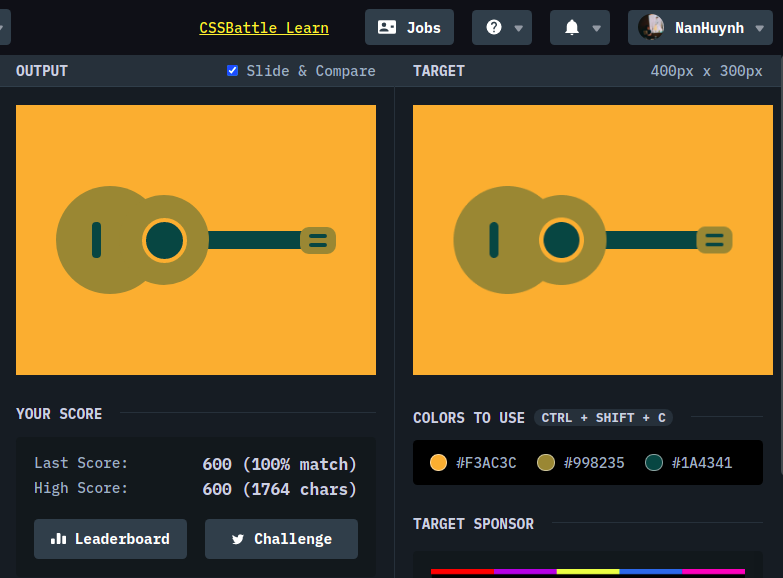 CSSBattle Learn Jobs NanHuynh
OUTPUT Slide & Compare TARGET 400px x 300px
YOUR SCORE
Last Score: 600 (100% match)
High Score: 600 (1764 chars)
Leaderboard Challenge
COLORS TO USE CTRL + SHIFT + C
#F3AC3C #998235 #1A4341
TARGET SPONSOR